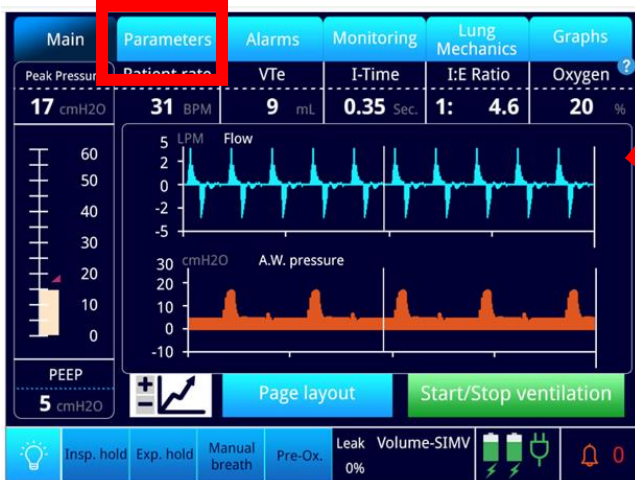 Main Parameters Alarms Monitoring Lung Mechanics Graphs
Peak Pressure Patient rate VTe I-Time I:E Ratio Oxygen ?
17 cmH2O 31 BPM 9 mL 0.35 Sec. 1: 4.6 20 %
5 LPM Flow
2
0
-2
-5
60
50
40
30
20
10
0
30 cmH2O A.W. pressure
20
10
0
-10
PEEP
5 cmH2O
+
-
Page layout
Start/Stop ventilation
Insp. hold Exp. hold Manual breath Pre-Ox. Leak 0% Volume-SIMV 0